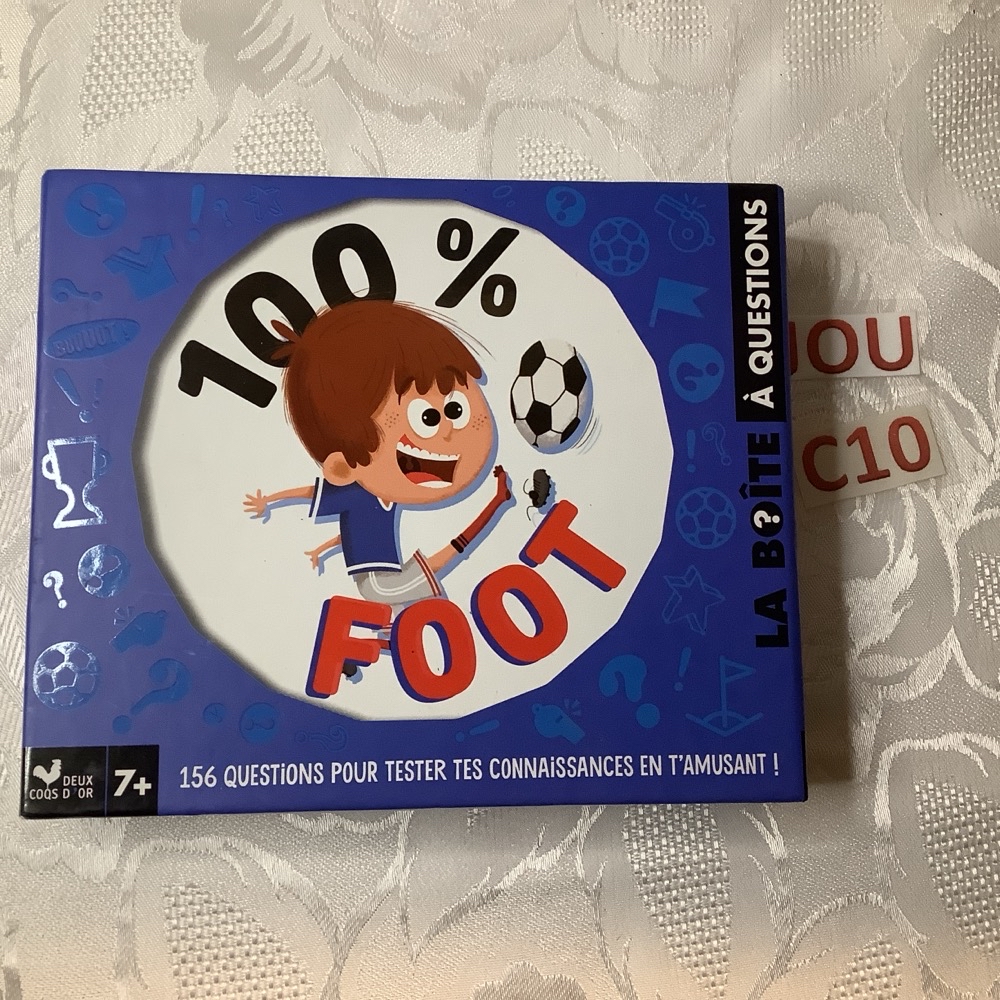 100 %
FOOT
LA BOÎTE À QUESTIONS
JOU
C10
DEUX
COQS D'OR
7+
156 QUESTIONS POUR TESTER TES CONNAISSANCES EN T'AMUSANT !